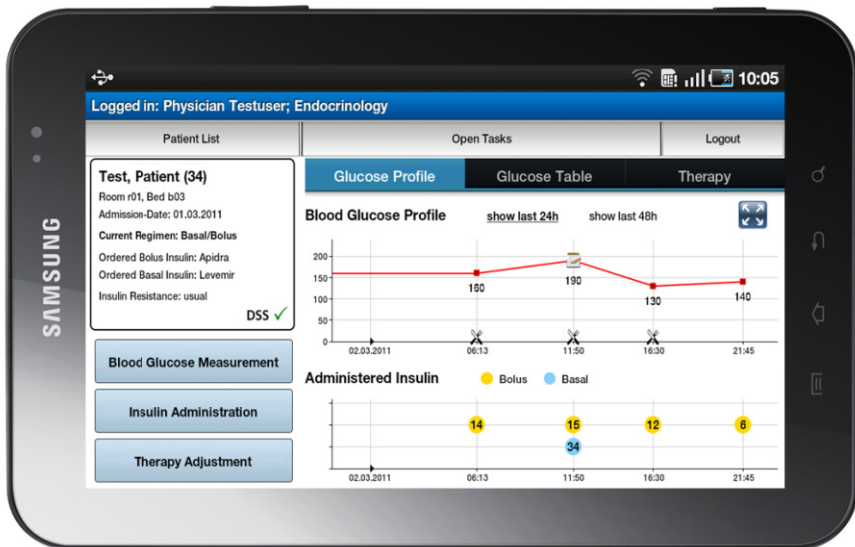 SAMSUNG
10:05
Logged in: Physician Testuser; Endocrinology
Patient List
Open Tasks
Logout
Test, Patient (34)
Room r01, Bed b03
Admission-Date: 01.03.2011
Current Regimen: Basal/Bolus
Ordered Bolus Insulin: Apidra
Ordered Basal Insulin: Levemir
Insulin Resistance: usual
DSS ✓
Blood Glucose Measurement
Insulin Administration
Therapy Adjustment
Glucose Profile
Glucose Table
Therapy
Blood Glucose Profile
show last 24h
show last 48h
200
150
100
50
0
160
190
130
140
02.03.2011
06:13
11:50
16:30
21:45
Administered Insulin
Bolus
Basal
14
15
12
6
34
02.03.2011
06:13
11:50
16:30
21:45